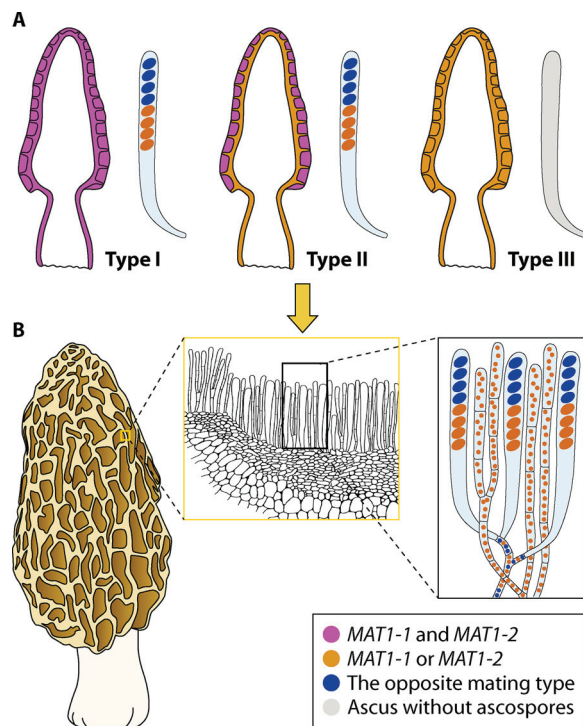 A
Type I
Type II
Type III
B
MAT1-1 and MAT1-2
MAT1-1 or MAT1-2
The opposite mating type
Ascus without ascospores